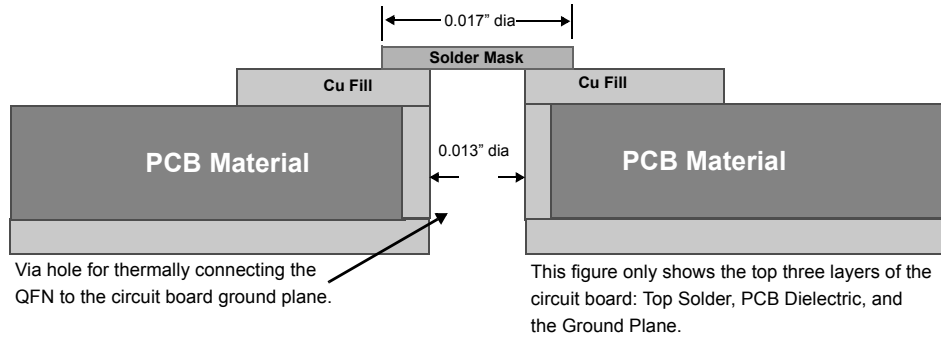 0.017” dia
Solder Mask
Cu Fill
Cu Fill
PCB Material
0.013” dia
PCB Material
Via hole for thermally connecting the
QFN to the circuit board ground plane.
This figure only shows the top three layers of the
circuit board: Top Solder, PCB Dielectric, and
the Ground Plane.